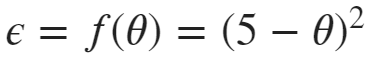 ϵ = f(θ) = (5 − θ)²